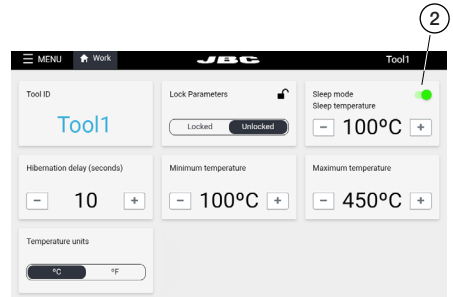 2
MENU Work JBC Tool1
Tool ID
Tool1
Lock Parameters
Locked Unlocked
Sleep mode
Sleep temperature
- 100ºC +
Hibernation delay (seconds)
- 10 +
Minimum temperature
- 100ºC +
Maximum temperature
- 450ºC +
Temperature units
ºC ºF